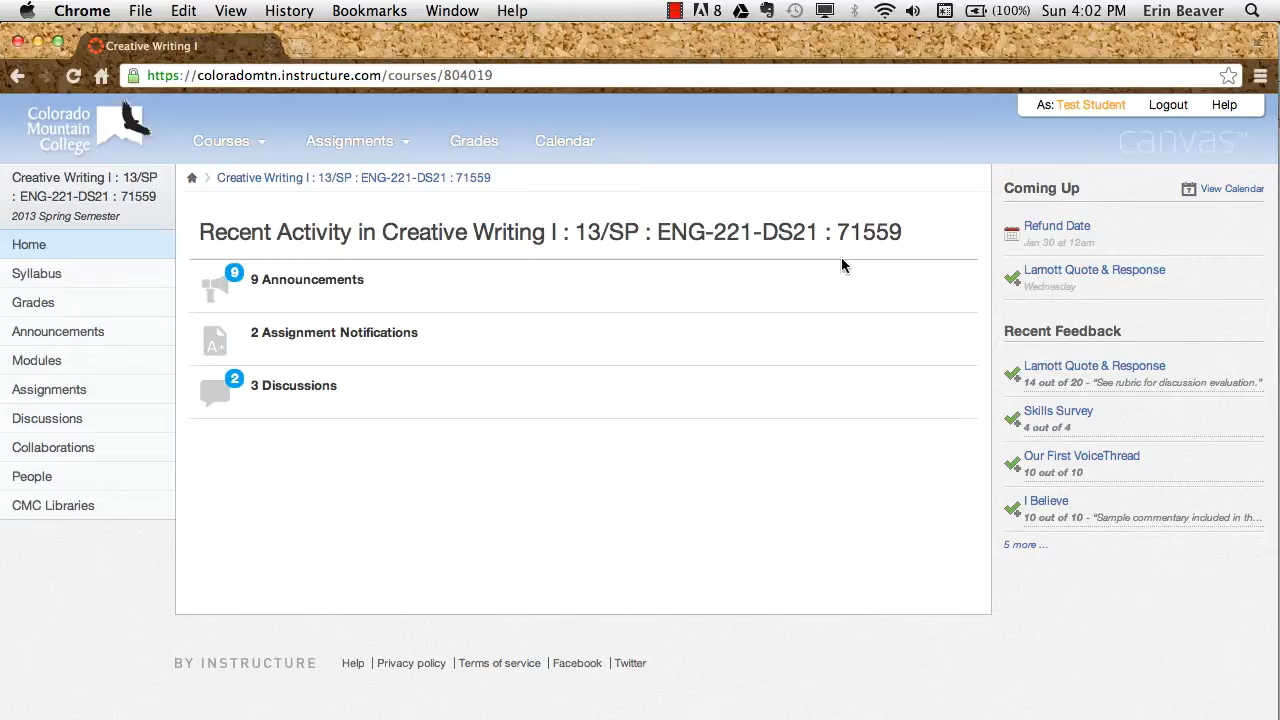 Chrome File Edit View History Bookmarks Window Help 8 (100%) Sun 4:02 PM Erin Beaver
Creative Writing I
https://coloradomtn.instructure.com/courses/804019
As: Test Student Logout Help
Colorado
Mountain
College
Courses Assignments Grades Calendar
canvas™
Creative Writing I : 13/SP
: ENG-221-DS21 : 71559
2013 Spring Semester
Home
Syllabus
Grades
Announcements
Modules
Assignments
Discussions
Collaborations
People
CMC Libraries
Creative Writing I : 13/SP : ENG-221-DS21 : 71559
Recent Activity in Creative Writing I : 13/SP : ENG-221-DS21 : 71559
9 9 Announcements
A+ 2 Assignment Notifications
2 3 Discussions
Coming Up 7 View Calendar
Refund Date
Jan 30 at 12am
Lamott Quote & Response
Wednesday
Recent Feedback
Lamott Quote & Response
14 out of 20 - "See rubric for discussion evaluation."
Skills Survey
4 out of 4
Our First VoiceThread
10 out of 10
I Believe
10 out of 10 - "Sample commentary included in th...
5 more ...
BY INSTRUCTURE Help Privacy policy Terms of service Facebook Twitter